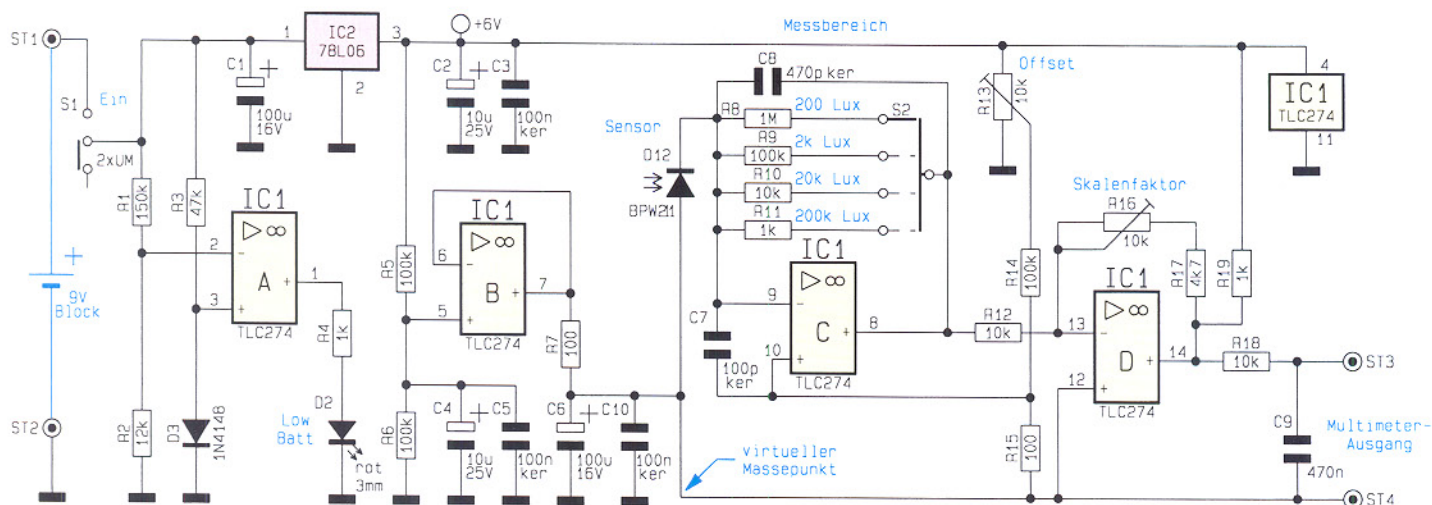 ST1
S1
Ein
2xUM
9V
Block
ST2
R1
150k
R2
12k
R3
47k
D3
1N4148
C1
100u
16V
1
IC2
78L06
3
2
+6V
IC1
2
3
A
1
TLC274
R4
1k
D2
Low
Batt
rot
3mm
C2
10u
25V
C3
100n
ker
R5
100k
R6
100k
IC1
6
5
B
7
TLC274
R7
100
C4
10u
25V
C5
100n
ker
C6
100u
16V
C10
100n
ker
Sensor
D12
BPW21
Messbereich
C8
470p ker
R8
1M
200 Lux
R9
100k
2k Lux
R10
10k
20k Lux
R11
1k
200k Lux
S2
C7
100p
ker
IC1
9
10
C
8
TLC274
virtueller
Massepunkt
Offset
R13
10k
R14
100k
R15
100
R12
10k
Skalenfaktor
R16
10k
R17
4k7
R19
1k
IC1
13
12
D
14
TLC274
4
IC1
TLC274
11
R18
10k
C9
470n
ST3
Multimeter-
Ausgang
ST4